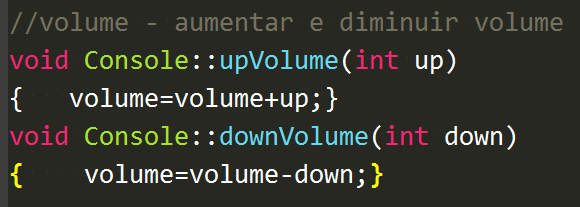 //volume - aumentar e diminuir volume
void Console::upVolume(int up)
{   volume=volume+up;}
void Console::downVolume(int down)
{    volume=volume-down;}